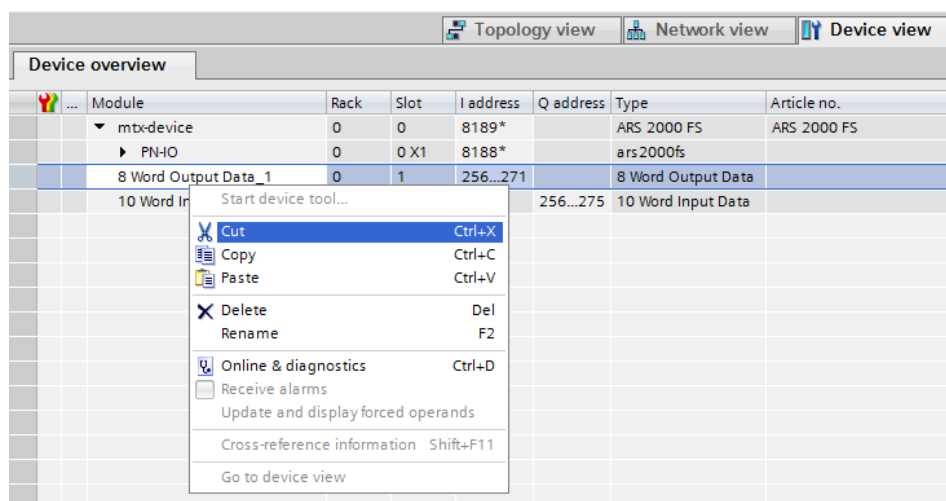 Topology view Network view Device view
Device overview
... Module Rack Slot I address Q address Type Article no.
mtx-device 0 0 8189* ARS 2000 FS ARS 2000 FS
PN-IO 0 0 X1 8188* ars2000fs
8 Word Output Data_1 0 1 256...271 8 Word Output Data
10 Word In 256...275 10 Word Input Data
Start device tool...
Cut Ctrl+X
Copy Ctrl+C
Paste Ctrl+V
Delete Del
Rename F2
Online & diagnostics Ctrl+D
Receive alarms
Update and display forced operands
Cross-reference information Shift+F11
Go to device view